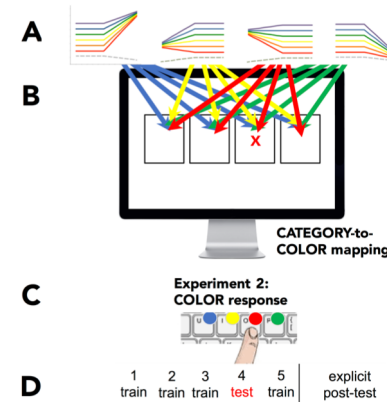 A
B
X
CATEGORY-to-
COLOR mapping
C
Experiment 2:
COLOR response
U I P
D
1 2 3 4 5 explicit
train train train test train post-test